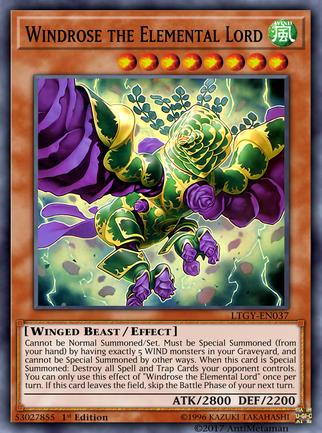 Windrose the Elemental Lord
WIND
風
LTGY-EN037
[Winged Beast / Effect]
Cannot be Normal Summoned/Set. Must be Special Summoned (from
your hand) by having exactly 5 WIND monsters in your Graveyard, and
cannot be Special Summoned by other ways. When this card is Special
Summoned: Destroy all Spell and Trap Cards your opponent controls.
You can only use this effect of "Windrose the Elemental Lord" once per
turn. If this card leaves the field, skip the Battle Phase of your next turn.
ATK/2800 DEF/2200
53027855 1st Edition ©1996 KAZUKI TAKAHASHI
©2017 AntiMetaman